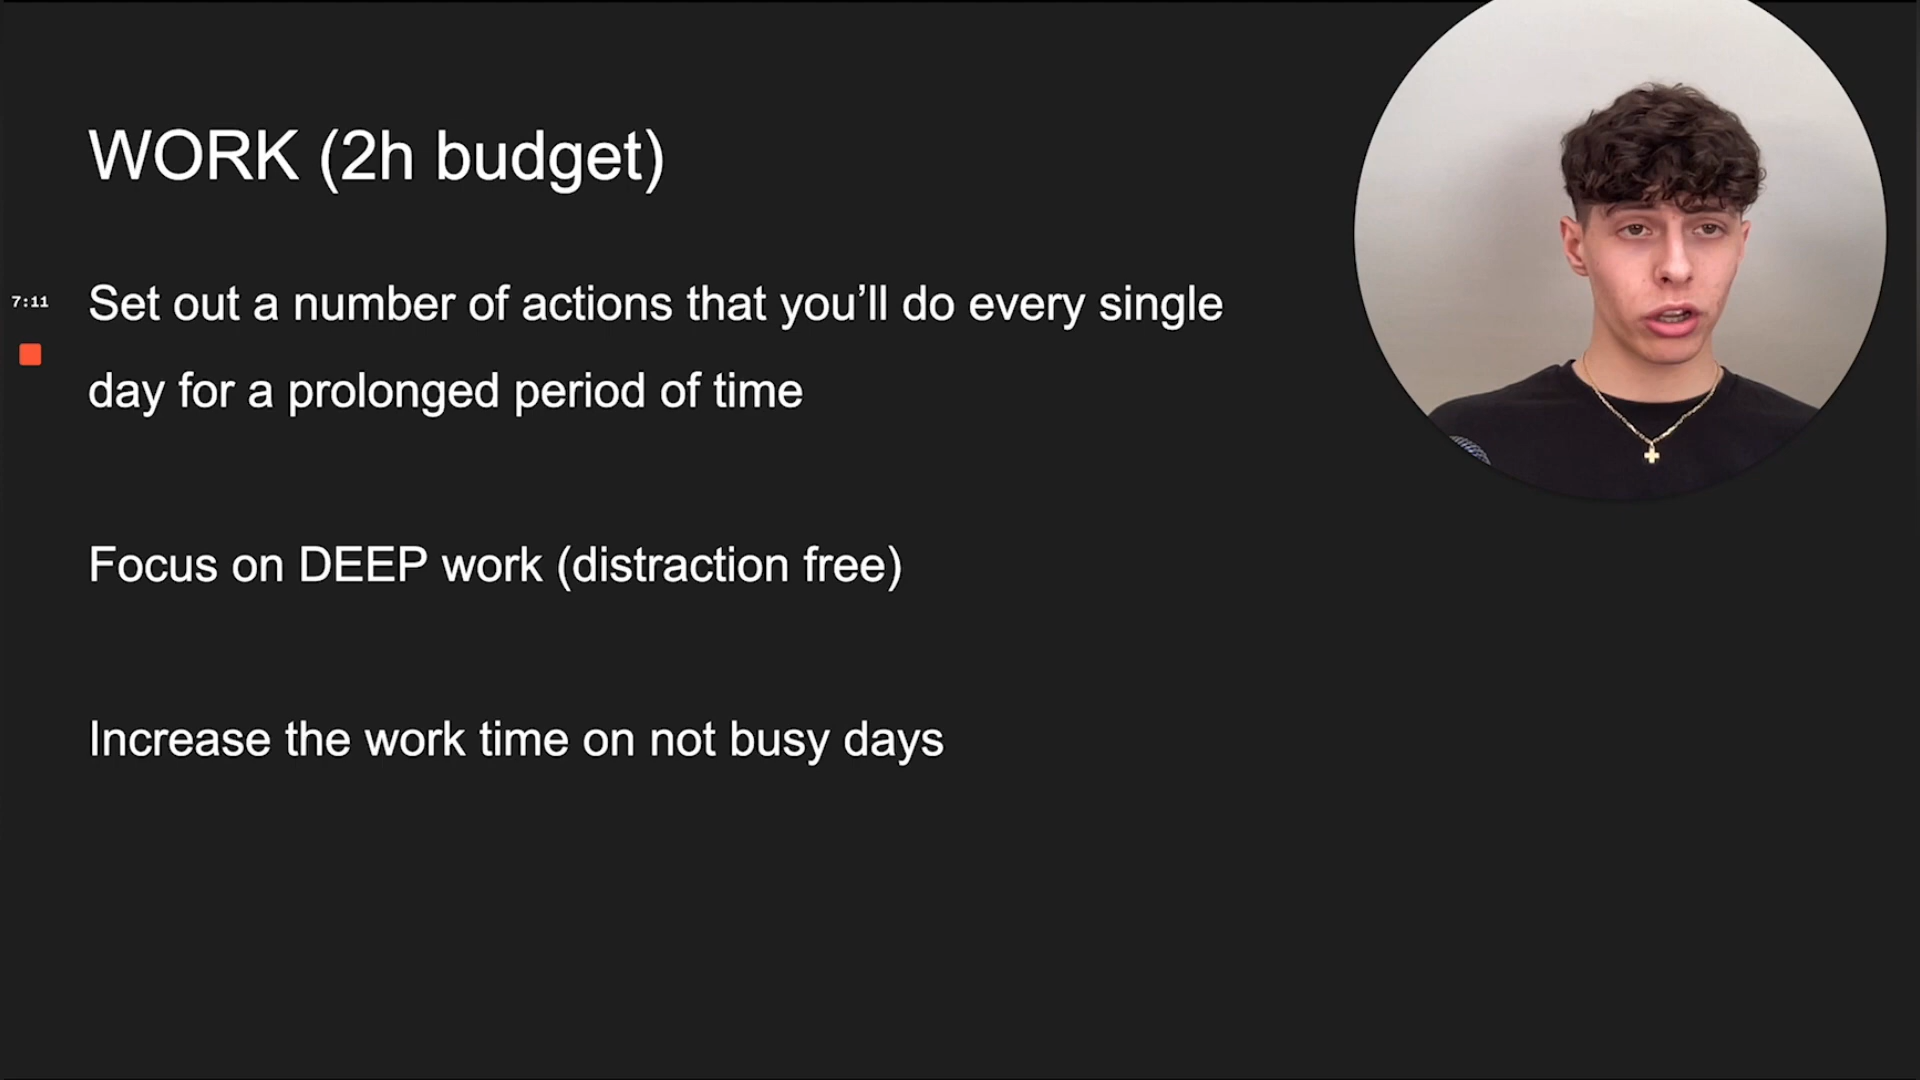 WORK (2h budget)
7:11
Set out a number of actions that you’ll do every single
day for a prolonged period of time
Focus on DEEP work (distraction free)
Increase the work time on not busy days